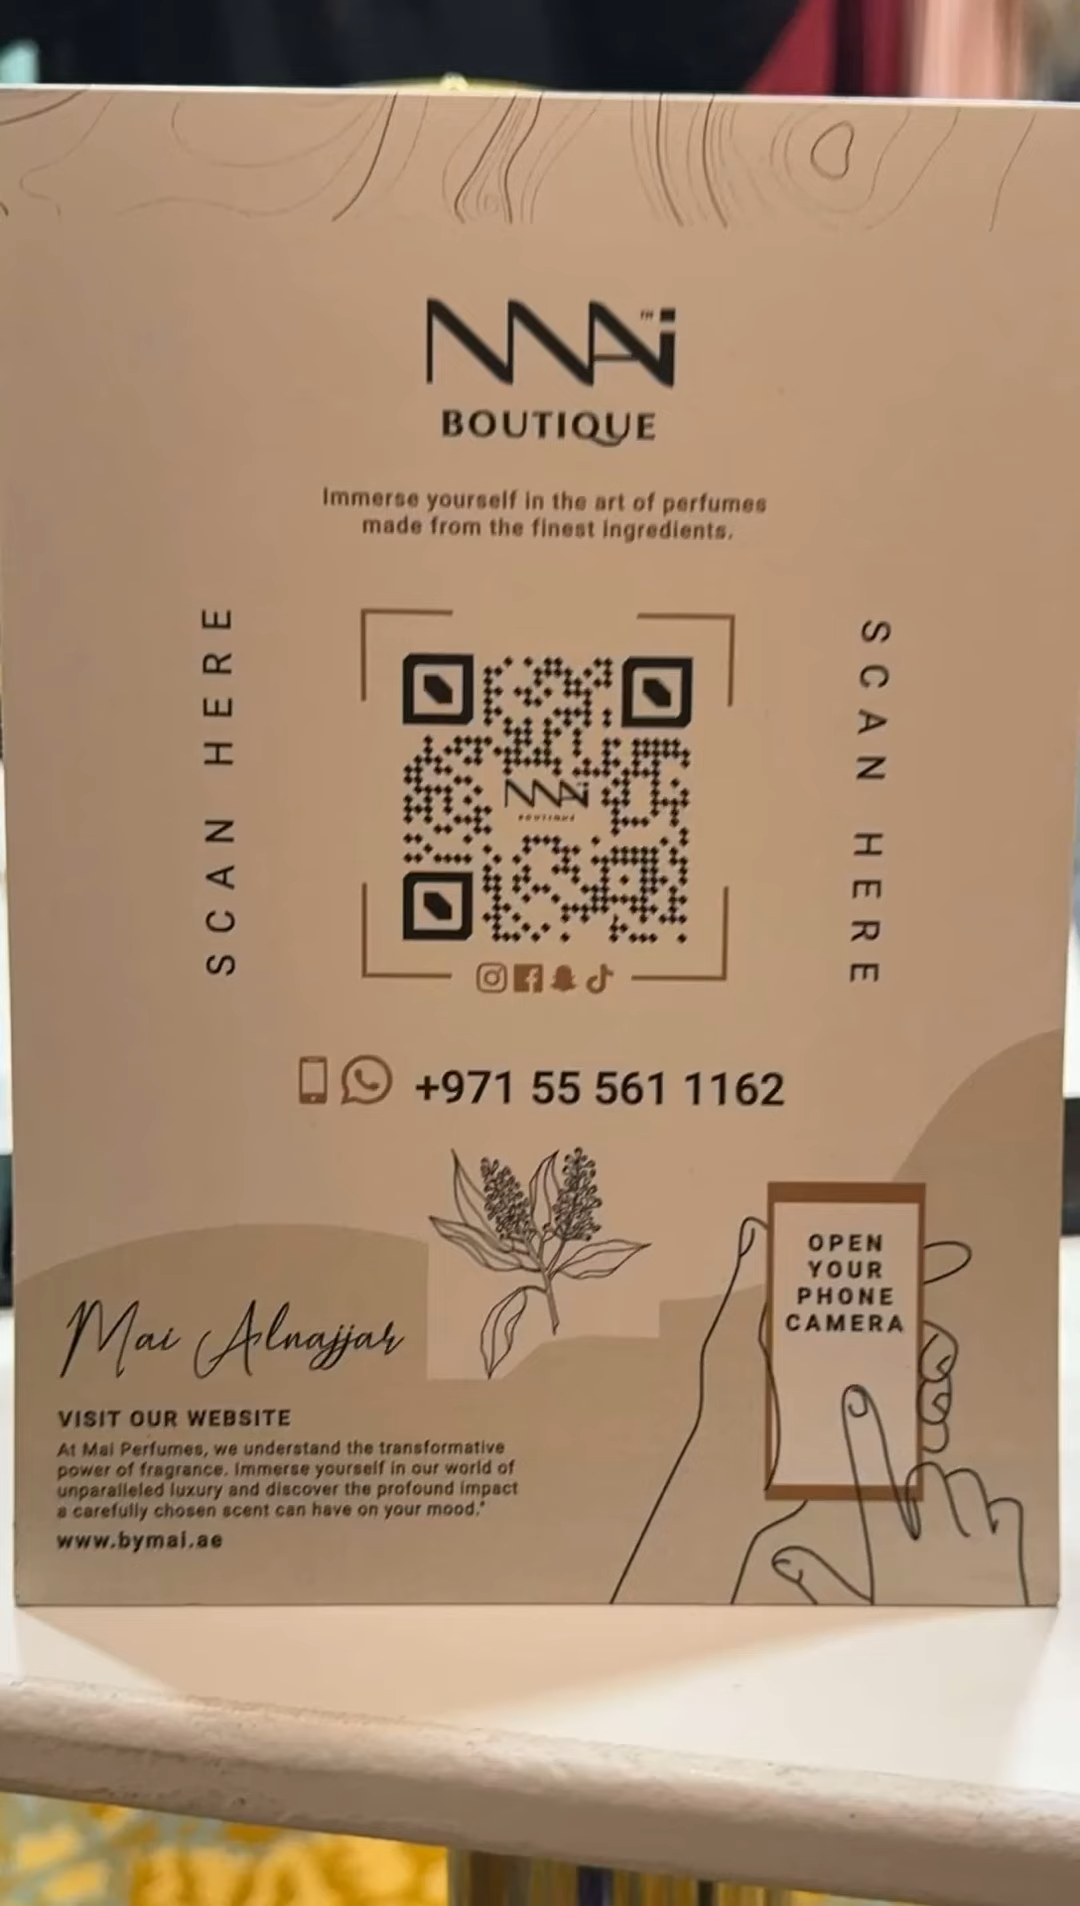 MAi™
BOUTIQUE
Immerse yourself in the art of perfumes
made from the finest ingredients.
SCAN HERE
SCAN HERE
MAi
BOUTIQUE
+971 55 561 1162
OPEN
YOUR
PHONE
CAMERA
Mai Alnajjar
VISIT OUR WEBSITE
At Mai Perfumes, we understand the transformative
power of fragrance. Immerse yourself in our world of
unparalleled luxury and discover the profound impact
a carefully chosen scent can have on your mood."
www.bymai.ae